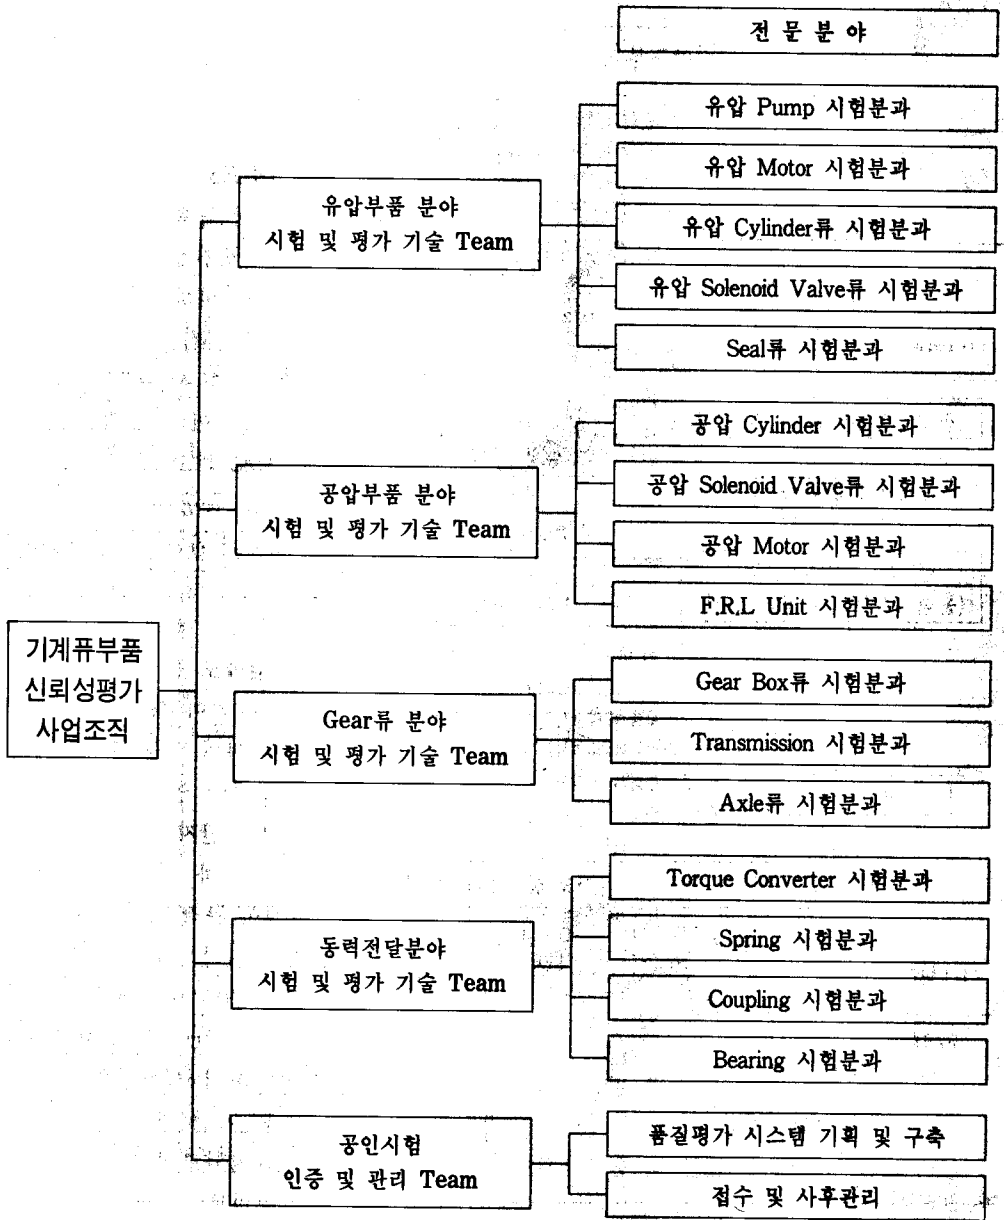 전 문 분 야
기계퓨부품
신뢰성평가
사업조직
유압부품 분야
시험 및 평가 기술 Team
유압 Pump 시험분과
유압 Motor 시험분과
유압 Cylinder류 시험분과
유압 Solenoid Valve류 시험분과
Seal류 시험분과
공압부품 분야
시험 및 평가 기술 Team
공압 Cylinder 시험분과
공압 Solenoid Valve류 시험분과
공압 Motor 시험분과
F.R.L Unit 시험분과
Gear류 분야
시험 및 평가 기술 Team
Gear Box류 시험분과
Transmission 시험분과
Axle류 시험분과
동력전달분야
시험 및 평가 기술 Team
Torque Converter 시험분과
Spring 시험분과
Coupling 시험분과
Bearing 시험분과
공인시험
인증 및 관리 Team
품질평가 시스템 기획 및 구축
접수 및 사후관리